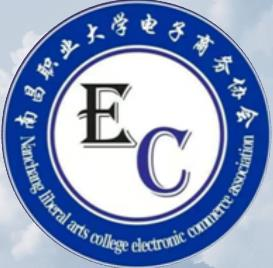 南昌职业大学电子商务协会
EC
Nanchang liberal arts college electronic commerce association